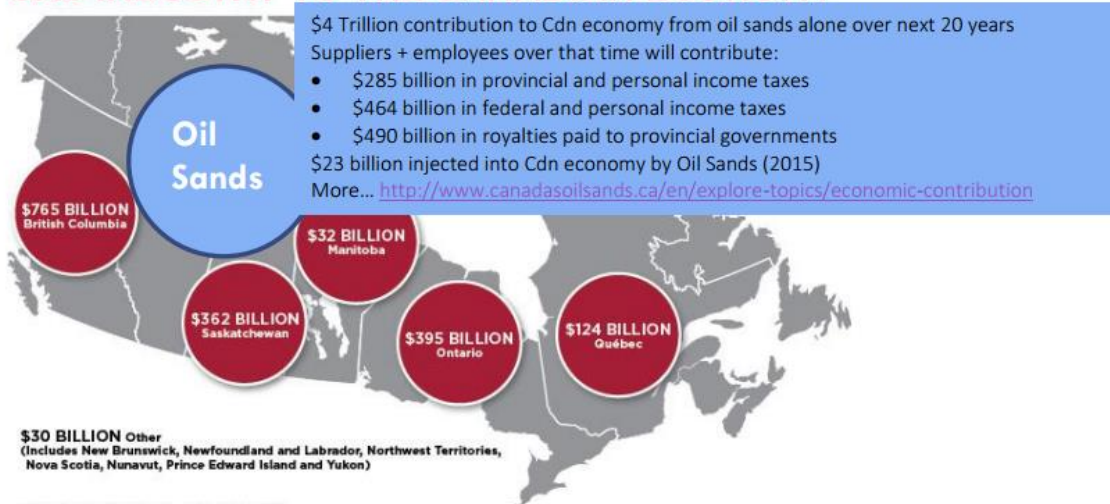 $4 Trillion contribution to Cdn economy from oil sands alone over next 20 years
Suppliers + employees over that time will contribute:
• $285 billion in provincial and personal income taxes
• $464 billion in federal and personal income taxes
• $490 billion in royalties paid to provincial governments
$23 billion injected into Cdn economy by Oil Sands (2015)
More... http://www.canadasoilsands.ca/en/explore-topics/economic-contribution
Oil
Sands
$765 BILLION
British Columbia
$32 BILLION
Manitoba
$362 BILLION
Saskatchewan
$395 BILLION
Ontario
$124 BILLION
Québec
$30 BILLION Other
(Includes New Brunswick, Newfoundland and Labrador, Northwest Territories,
Nova Scotia, Nunavut, Prince Edward Island and Yukon)